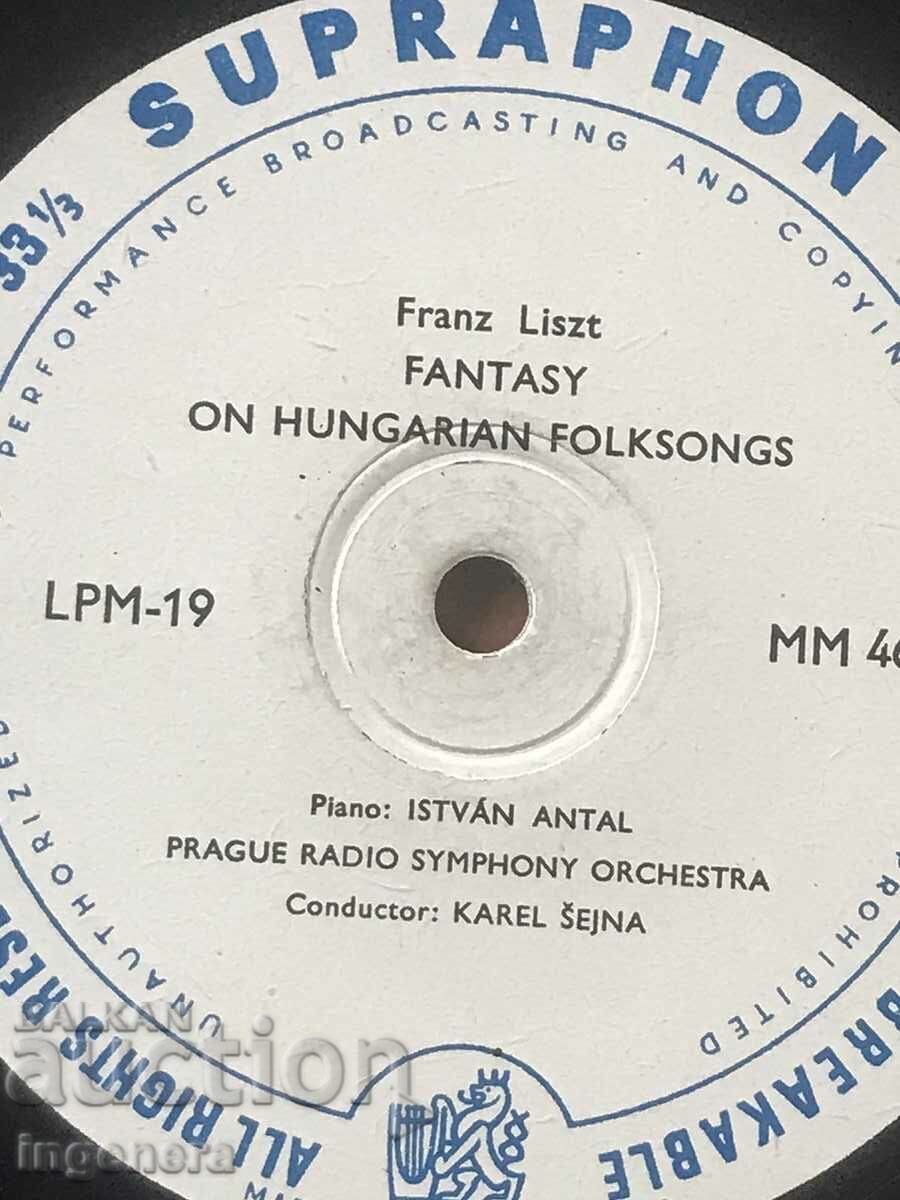 SUPRAPHON
33 1/3
UNAUTHORIZED PERFORMANCE BROADCASTING AND COPYIN PROHIBITED
Franz Liszt
FANTASY
ON HUNGARIAN FOLKSONGS
LPM-19
MM 46
Piano: ISTVÁN ANTAL
PRAGUE RADIO SYMPHONY ORCHESTRA
Conductor: KAREL ŠEJNA
ALL RIGHTS RESE
BREAKABLE
BALKAN
auction
ingenera